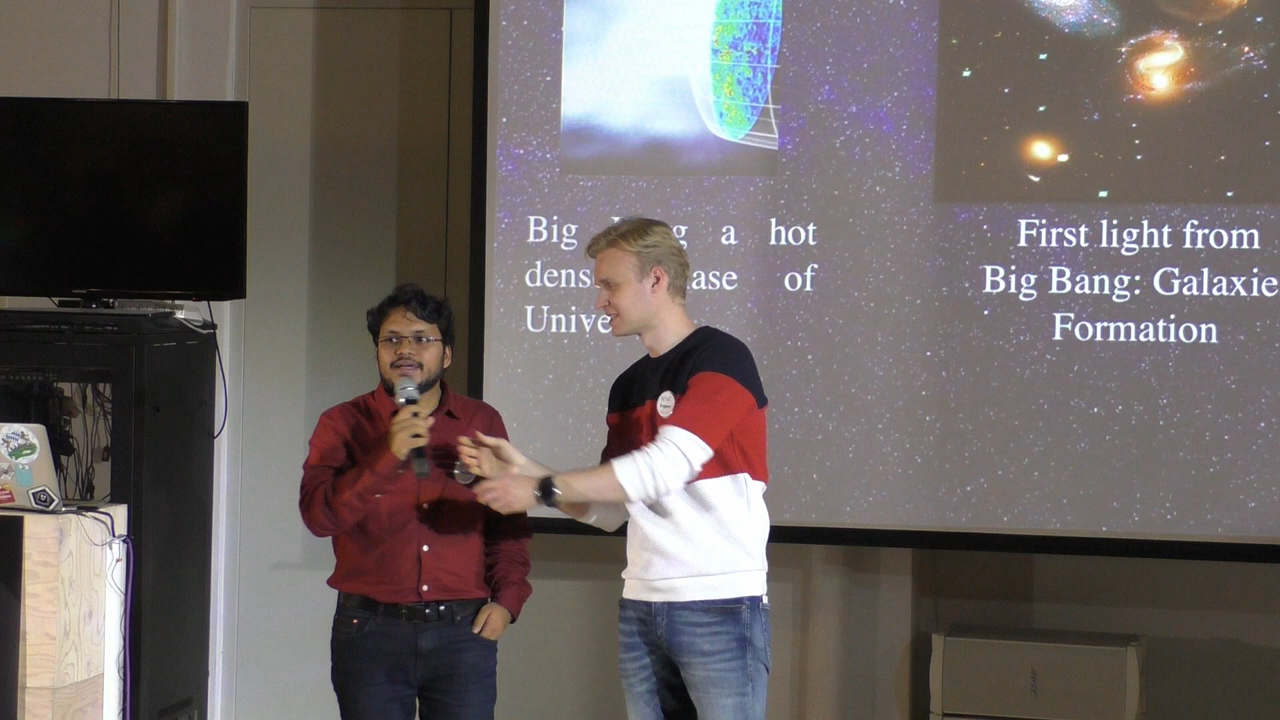 Big g a hot
dens ase of
Unive
First light from
Big Bang: Galaxie
Formation